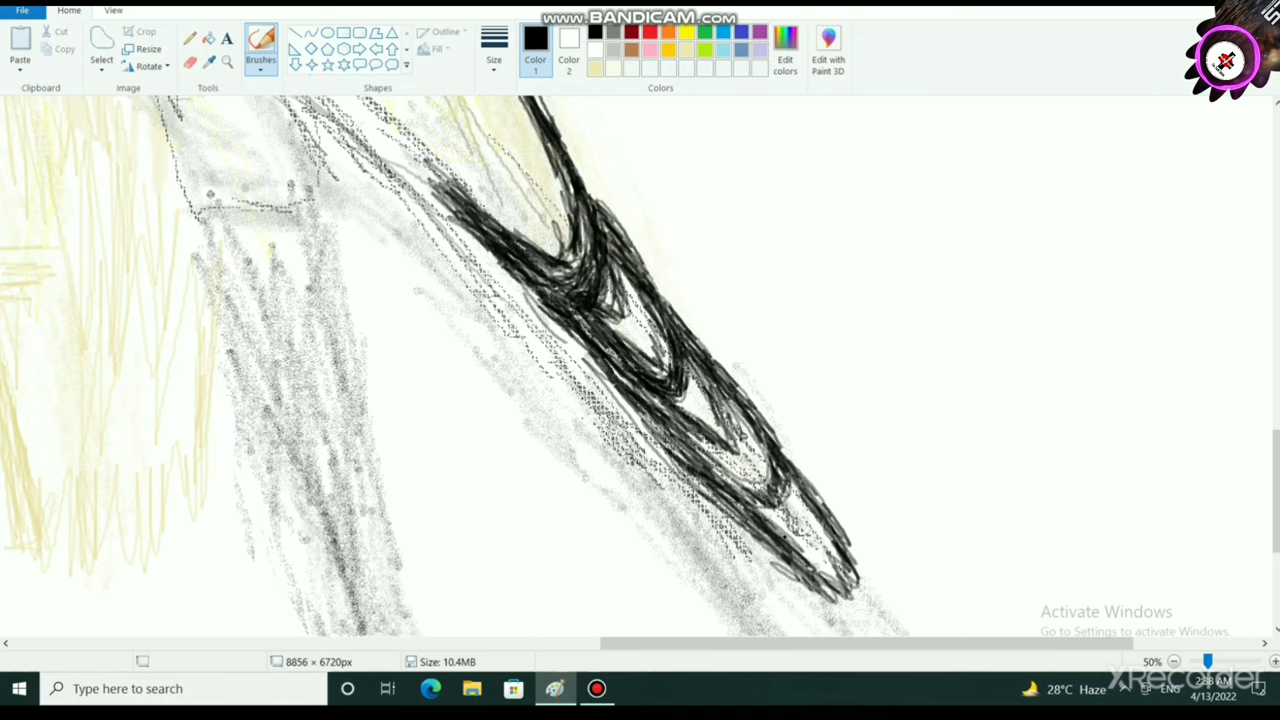 www.BANDICAM.com
File
Home
View
Paste
Cut
Copy
Clipboard
Select
Crop
Resize
Rotate
Image
Tools
Brushes
Outline
Fill
Shapes
Size
Color
1
Color
2
Edit
colors
Edit with
Paint 3D
Colors
Activate Windows
Go to Settings to activate Windows.
8856 × 6720px
Size: 10.4MB
50%
XRecorder
Type here to search
28°C Haze
ENG
4/13/2022